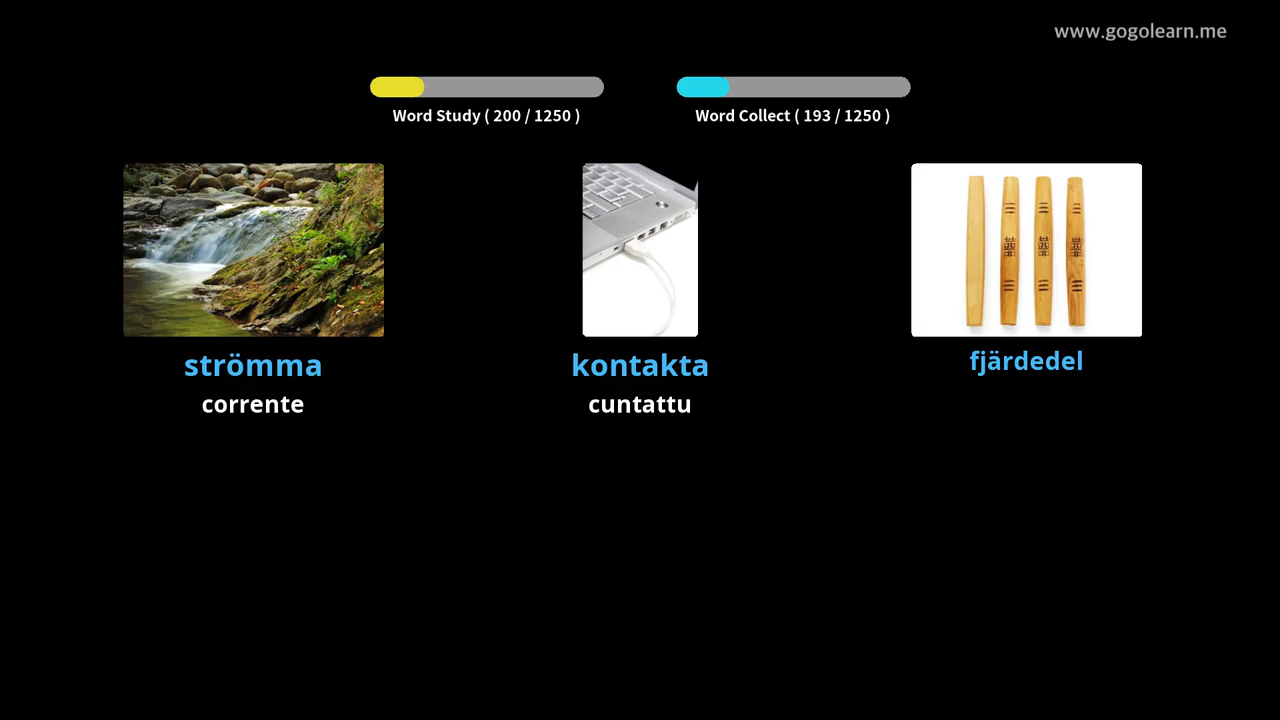 www.gogolearn.me
Word Study ( 200 / 1250 )
Word Collect ( 193 / 1250 )
strömma
corrente
kontakta
cuntattu
fjärdedel